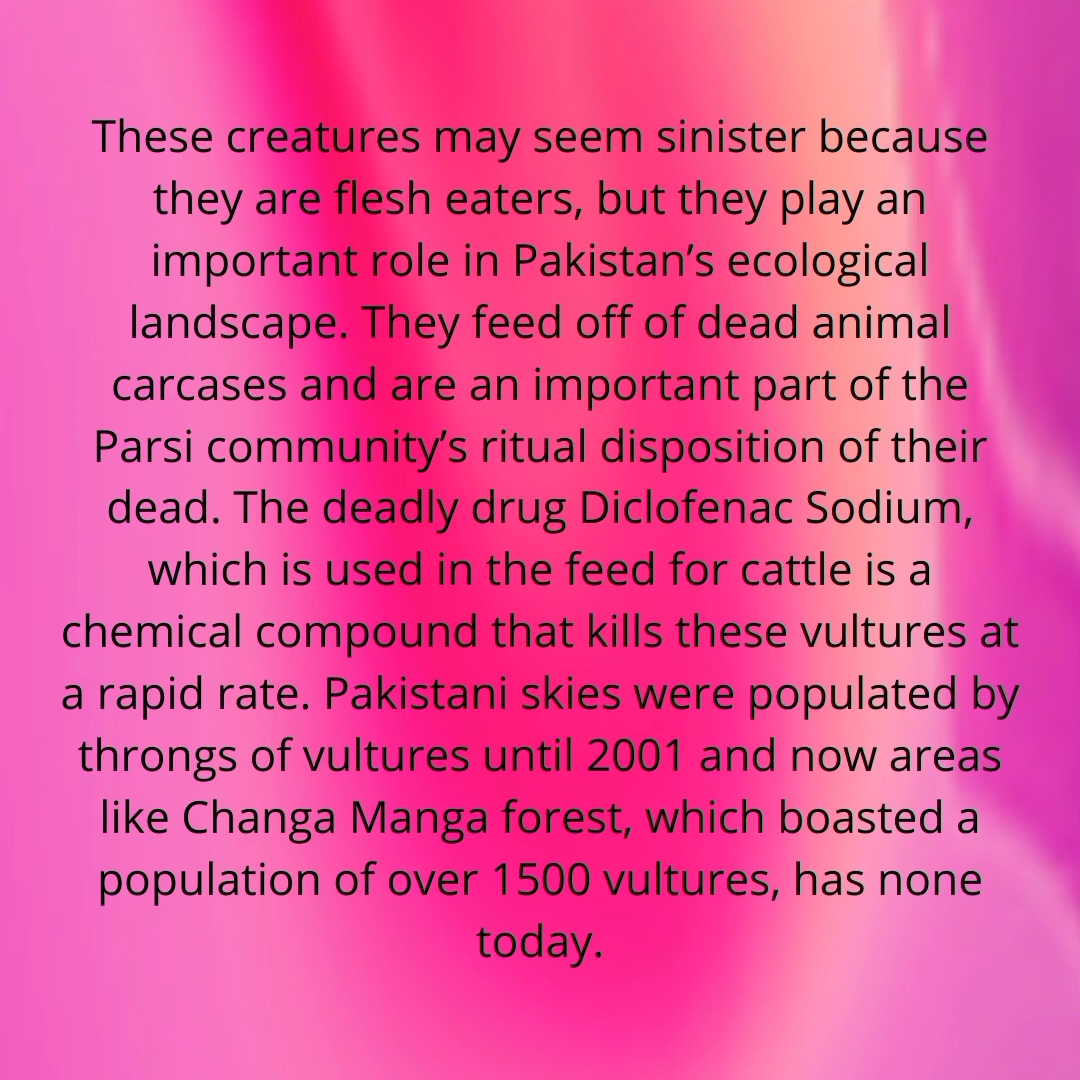 These creatures may seem sinister because
they are flesh eaters, but they play an
important role in Pakistan’s ecological
landscape. They feed off of dead animal
carcases and are an important part of the
Parsi community’s ritual disposition of their
dead. The deadly drug Diclofenac Sodium,
which is used in the feed for cattle is a
chemical compound that kills these vultures at
a rapid rate. Pakistani skies were populated by
throngs of vultures until 2001 and now areas
like Changa Manga forest, which boasted a
population of over 1500 vultures, has none
today.